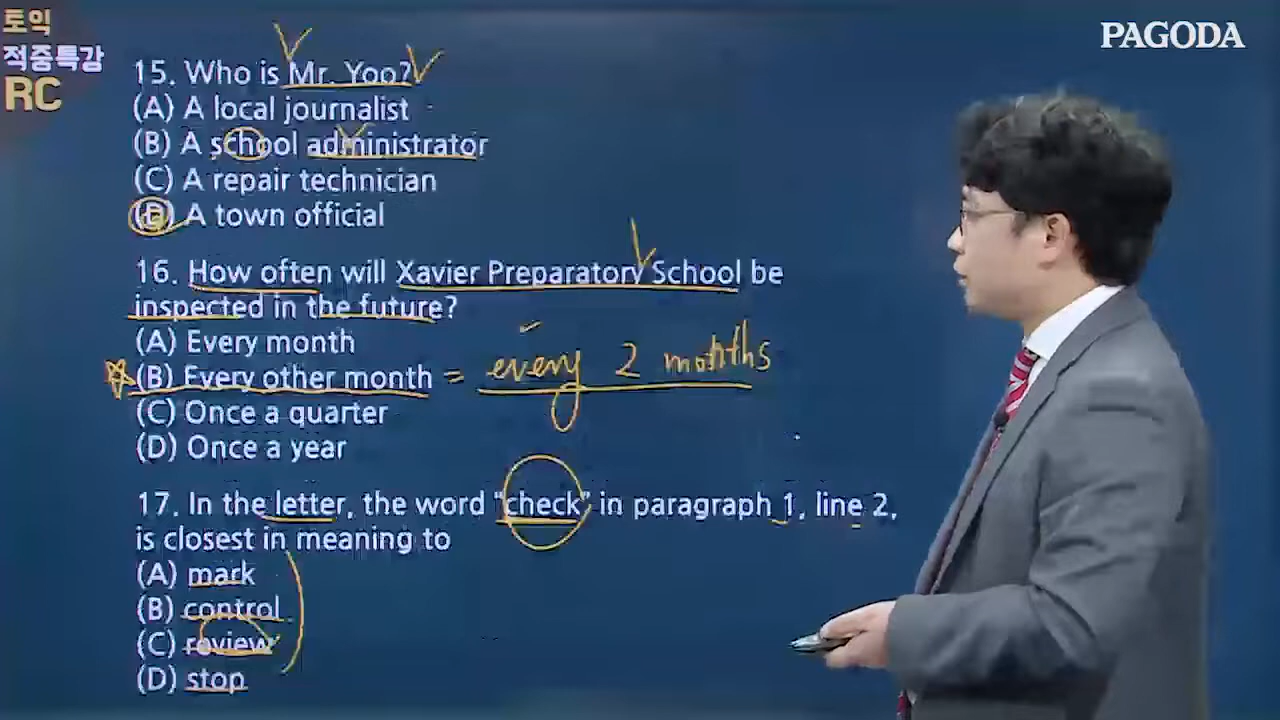 토익
적중특강
RC
PAGODA
15. Who is Mr. Yoo?
(A) A local journalist
(B) A school administrator
(C) A repair technician
(D) A town official
16. How often will Xavier Preparatory School be
inspected in the future?
(A) Every month
(B) Every other month = every 2 months
(C) Once a quarter
(D) Once a year
17. In the letter, the word "check" in paragraph 1, line 2,
is closest in meaning to
(A) mark
(B) control
(C) review
(D) stop